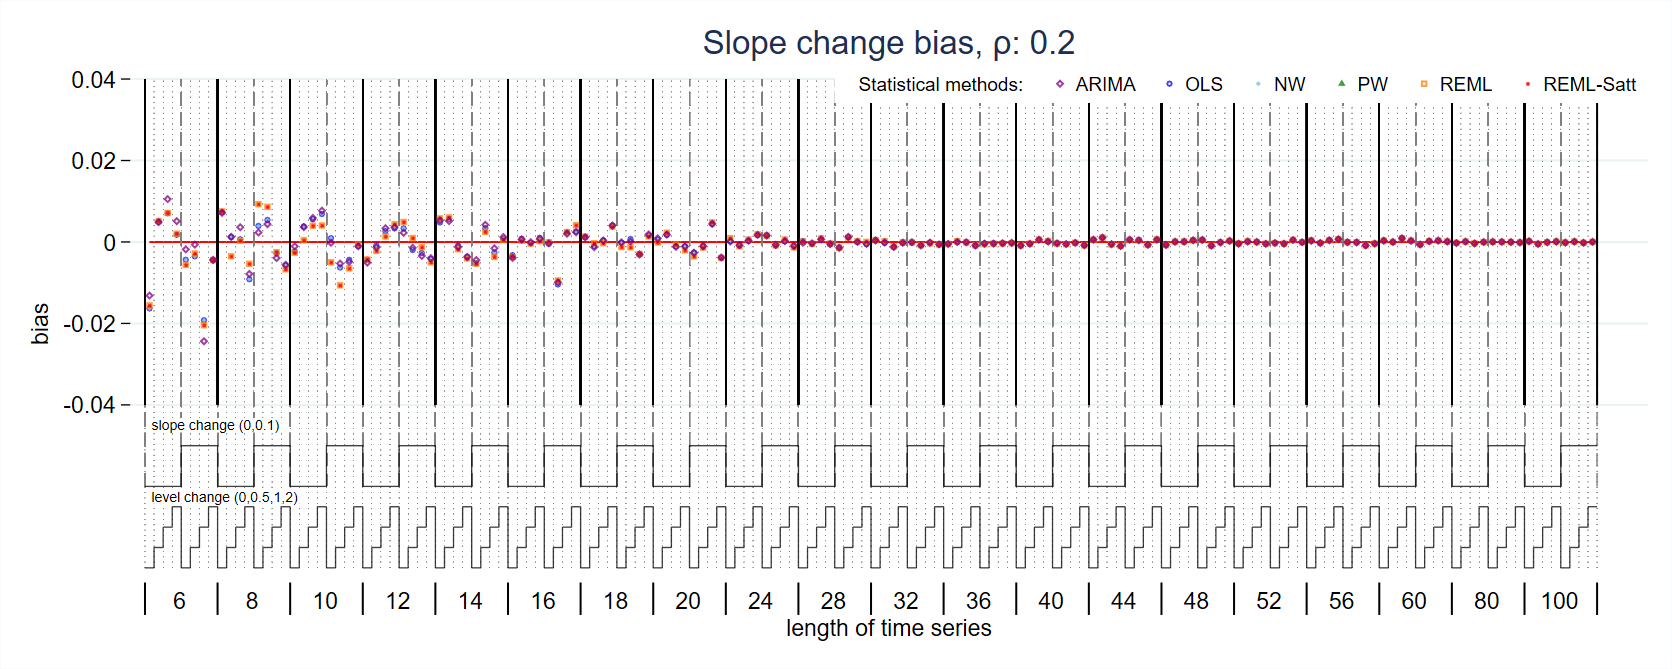 Slope change bias, ρ: 0.2
Statistical methods: ARIMA OLS NW PW REML REML-Satt
0.04
0.02
0
-0.02
-0.04
bias
slope change (0,0.1)
level change (0,0.5,1,2)
6 8 10 12 14 16 18 20 24 28 32 36 40 44 48 52 56 60 80 100
length of time series